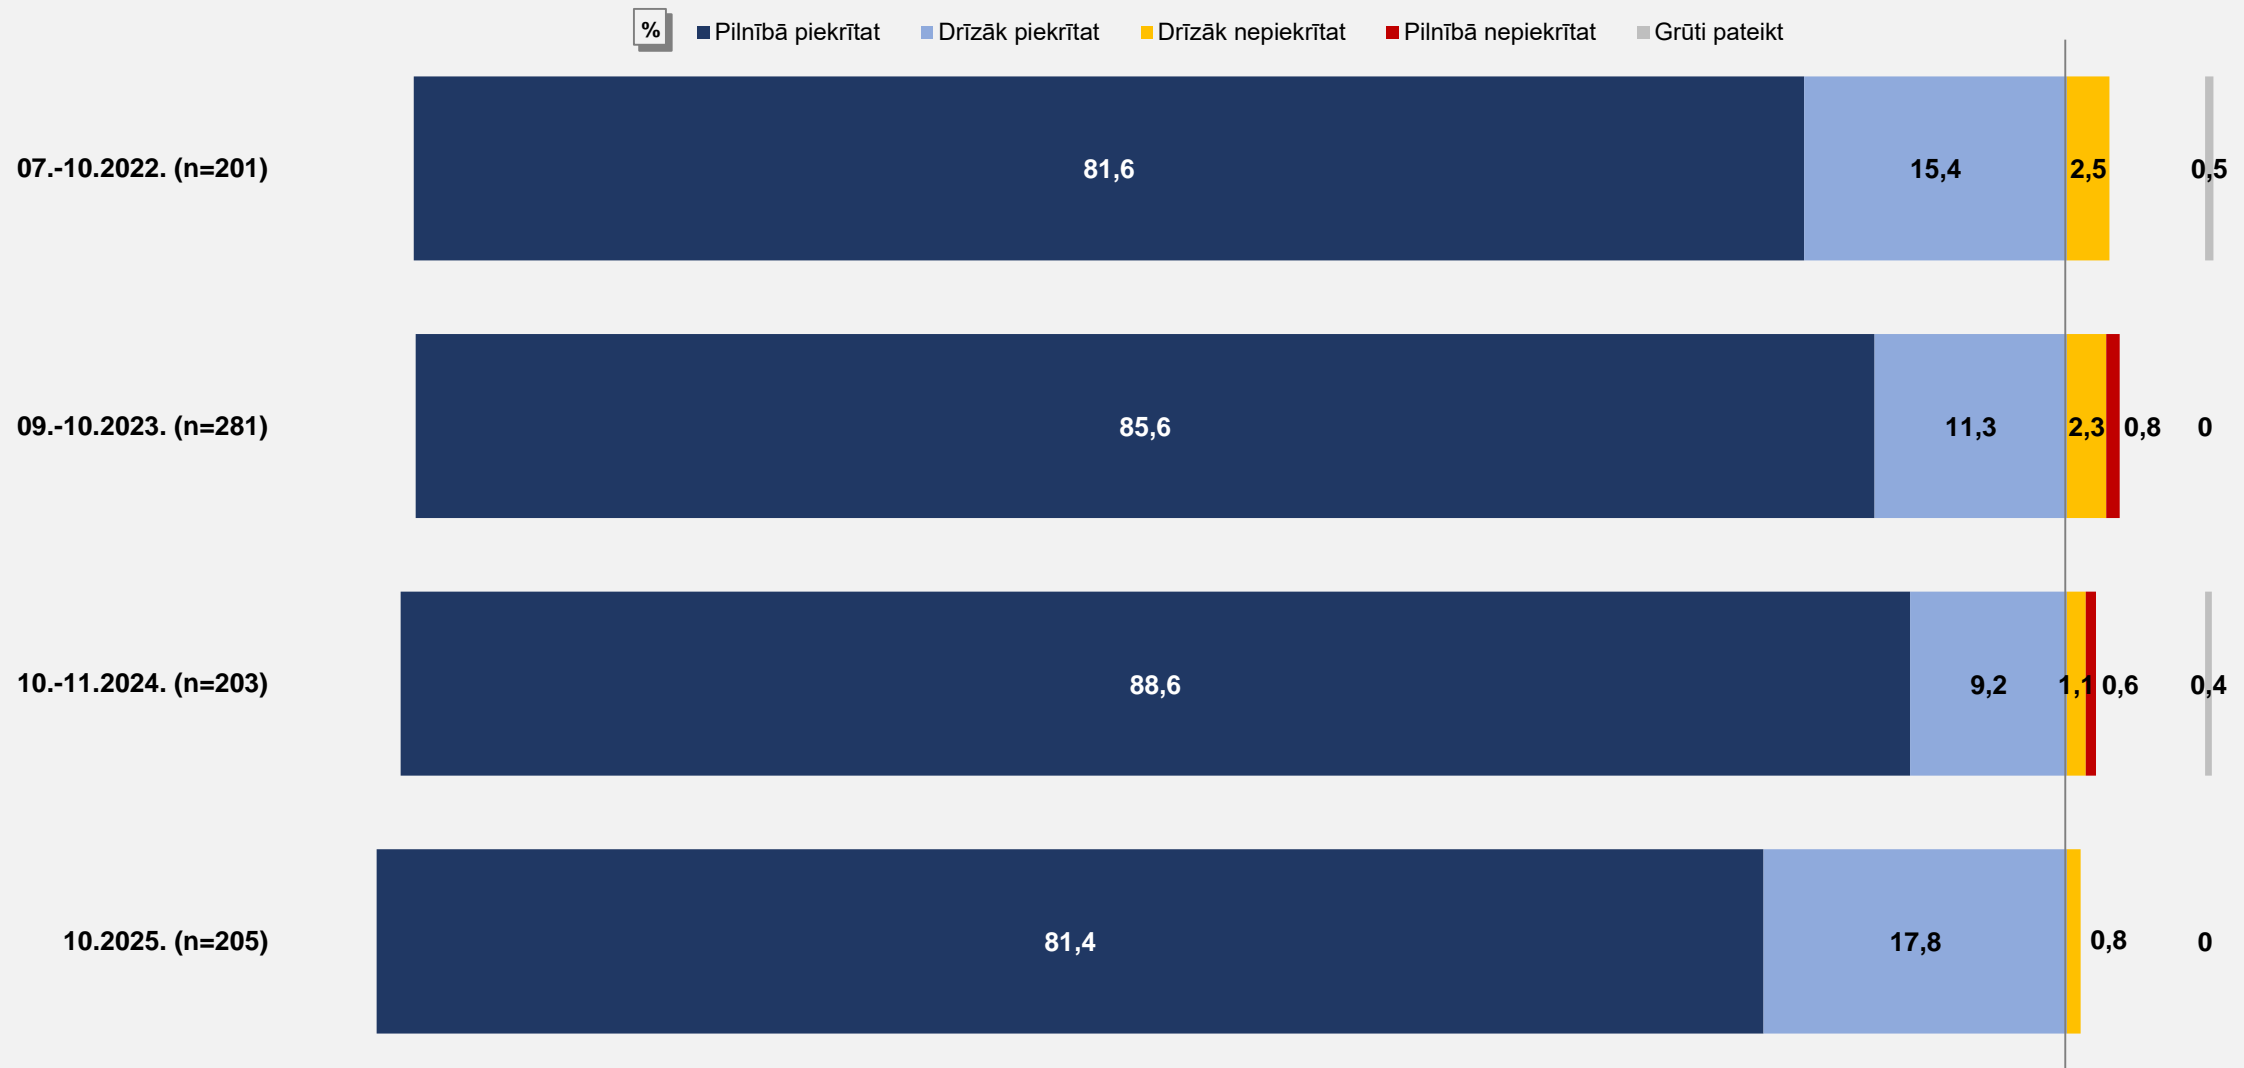 % Pilnībā piekrītat Drīzāk piekrītat Drīzāk nepiekrītat Pilnībā nepiekrītat Grūti pateikt
07.-10.2022. (n=201) 81,6 15,4 2,5 0,5
09.-10.2023. (n=281) 85,6 11,3 2,3 0,8 0
10.-11.2024. (n=203) 88,6 9,2 1,1 0,6 0,4
10.2025. (n=205) 81,4 17,8 0,8 0